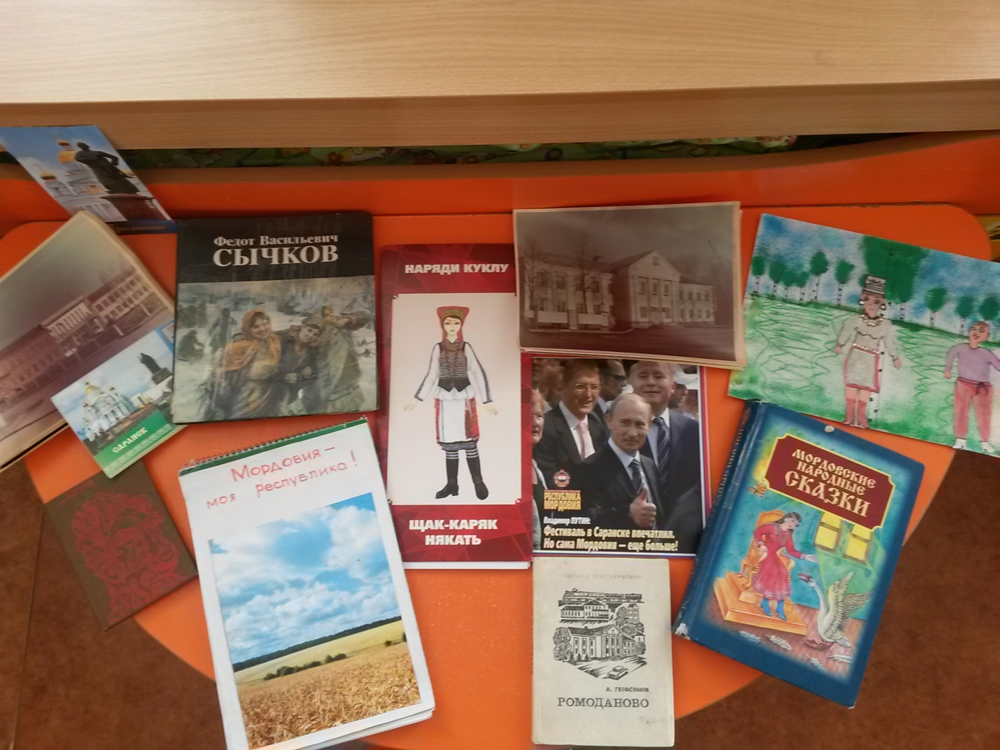 Федот Васильевич
СЫЧКОВ
НАРЯДИ КУКЛУ
ЩАК-КАРЯК
НЯКАТЬ
САРАНСК
Мордовия –
моя республика!
РЕСПУБЛИКА
МОРДОВИЯ
Владимир ПУТИН:
Фестиваль в Саранске впечатлил.
Но сама Мордовия – еще больше!
МОРДОВСКИЕ
НАРОДНЫЕ
СКАЗКИ
А. ГЕРАСИМОВ
РОМОДАНОВО